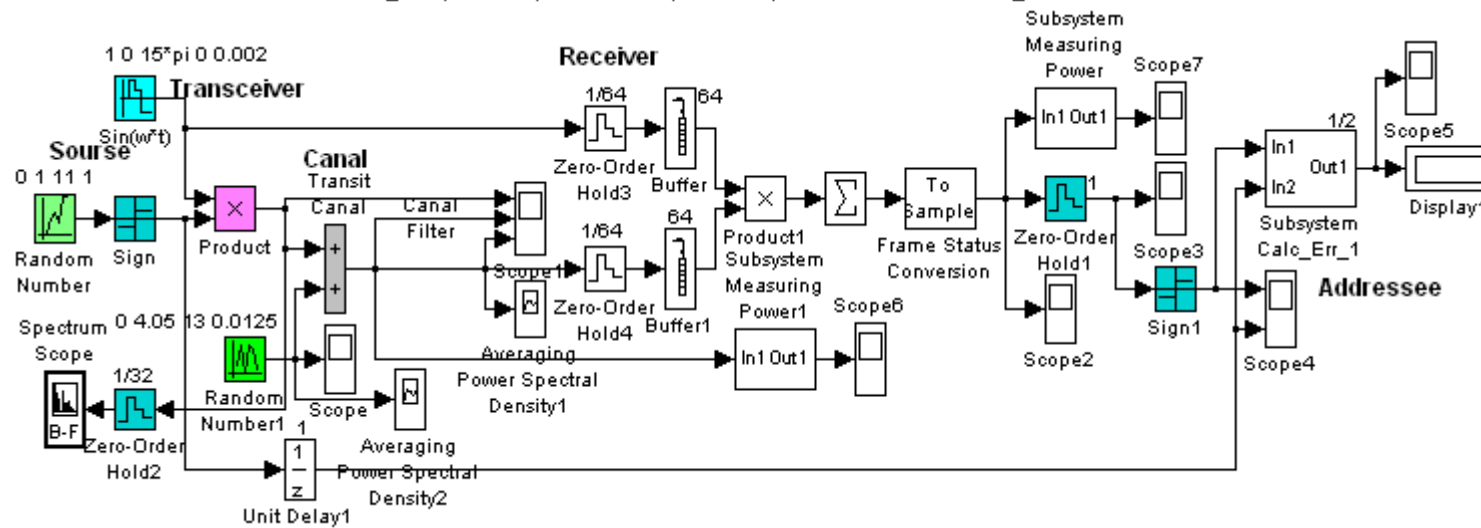 Subsystem
Measuring
Power
1 0 15*pi 0 0.002
Receiver
Scope7
Transceiver
1/64
64
In1 Out1
Sin(w*t)
Scope5
Sourse
Canal
1/2
0 1 11 1
Transit
Canal
Canal
Filter
Zero-Order
Hold3
Buffer
To
Sample
1
In1
In2
Out1
Display1
1/64
64
Product
Product1
Frame Status
Conversion
Zero-Order
Hold1
Scope3
Subsystem
Calc_Err_1
Random
Number
Sign
Scope1
Subsystem
Measuring
Power1
Zero-Order
Hold4
Buffer1
Scope6
Addressee
Spectrum
Scope
0 4.05 13 0.0125
Sign1
Averaging
Power Spectral
Density1
In1 Out1
Scope2
Scope4
1/32
Random
Number1
Scope
B-F
Zero-Order
Hold2
1
1
z
Averaging
Power Spectral
Density2
Unit Delay1